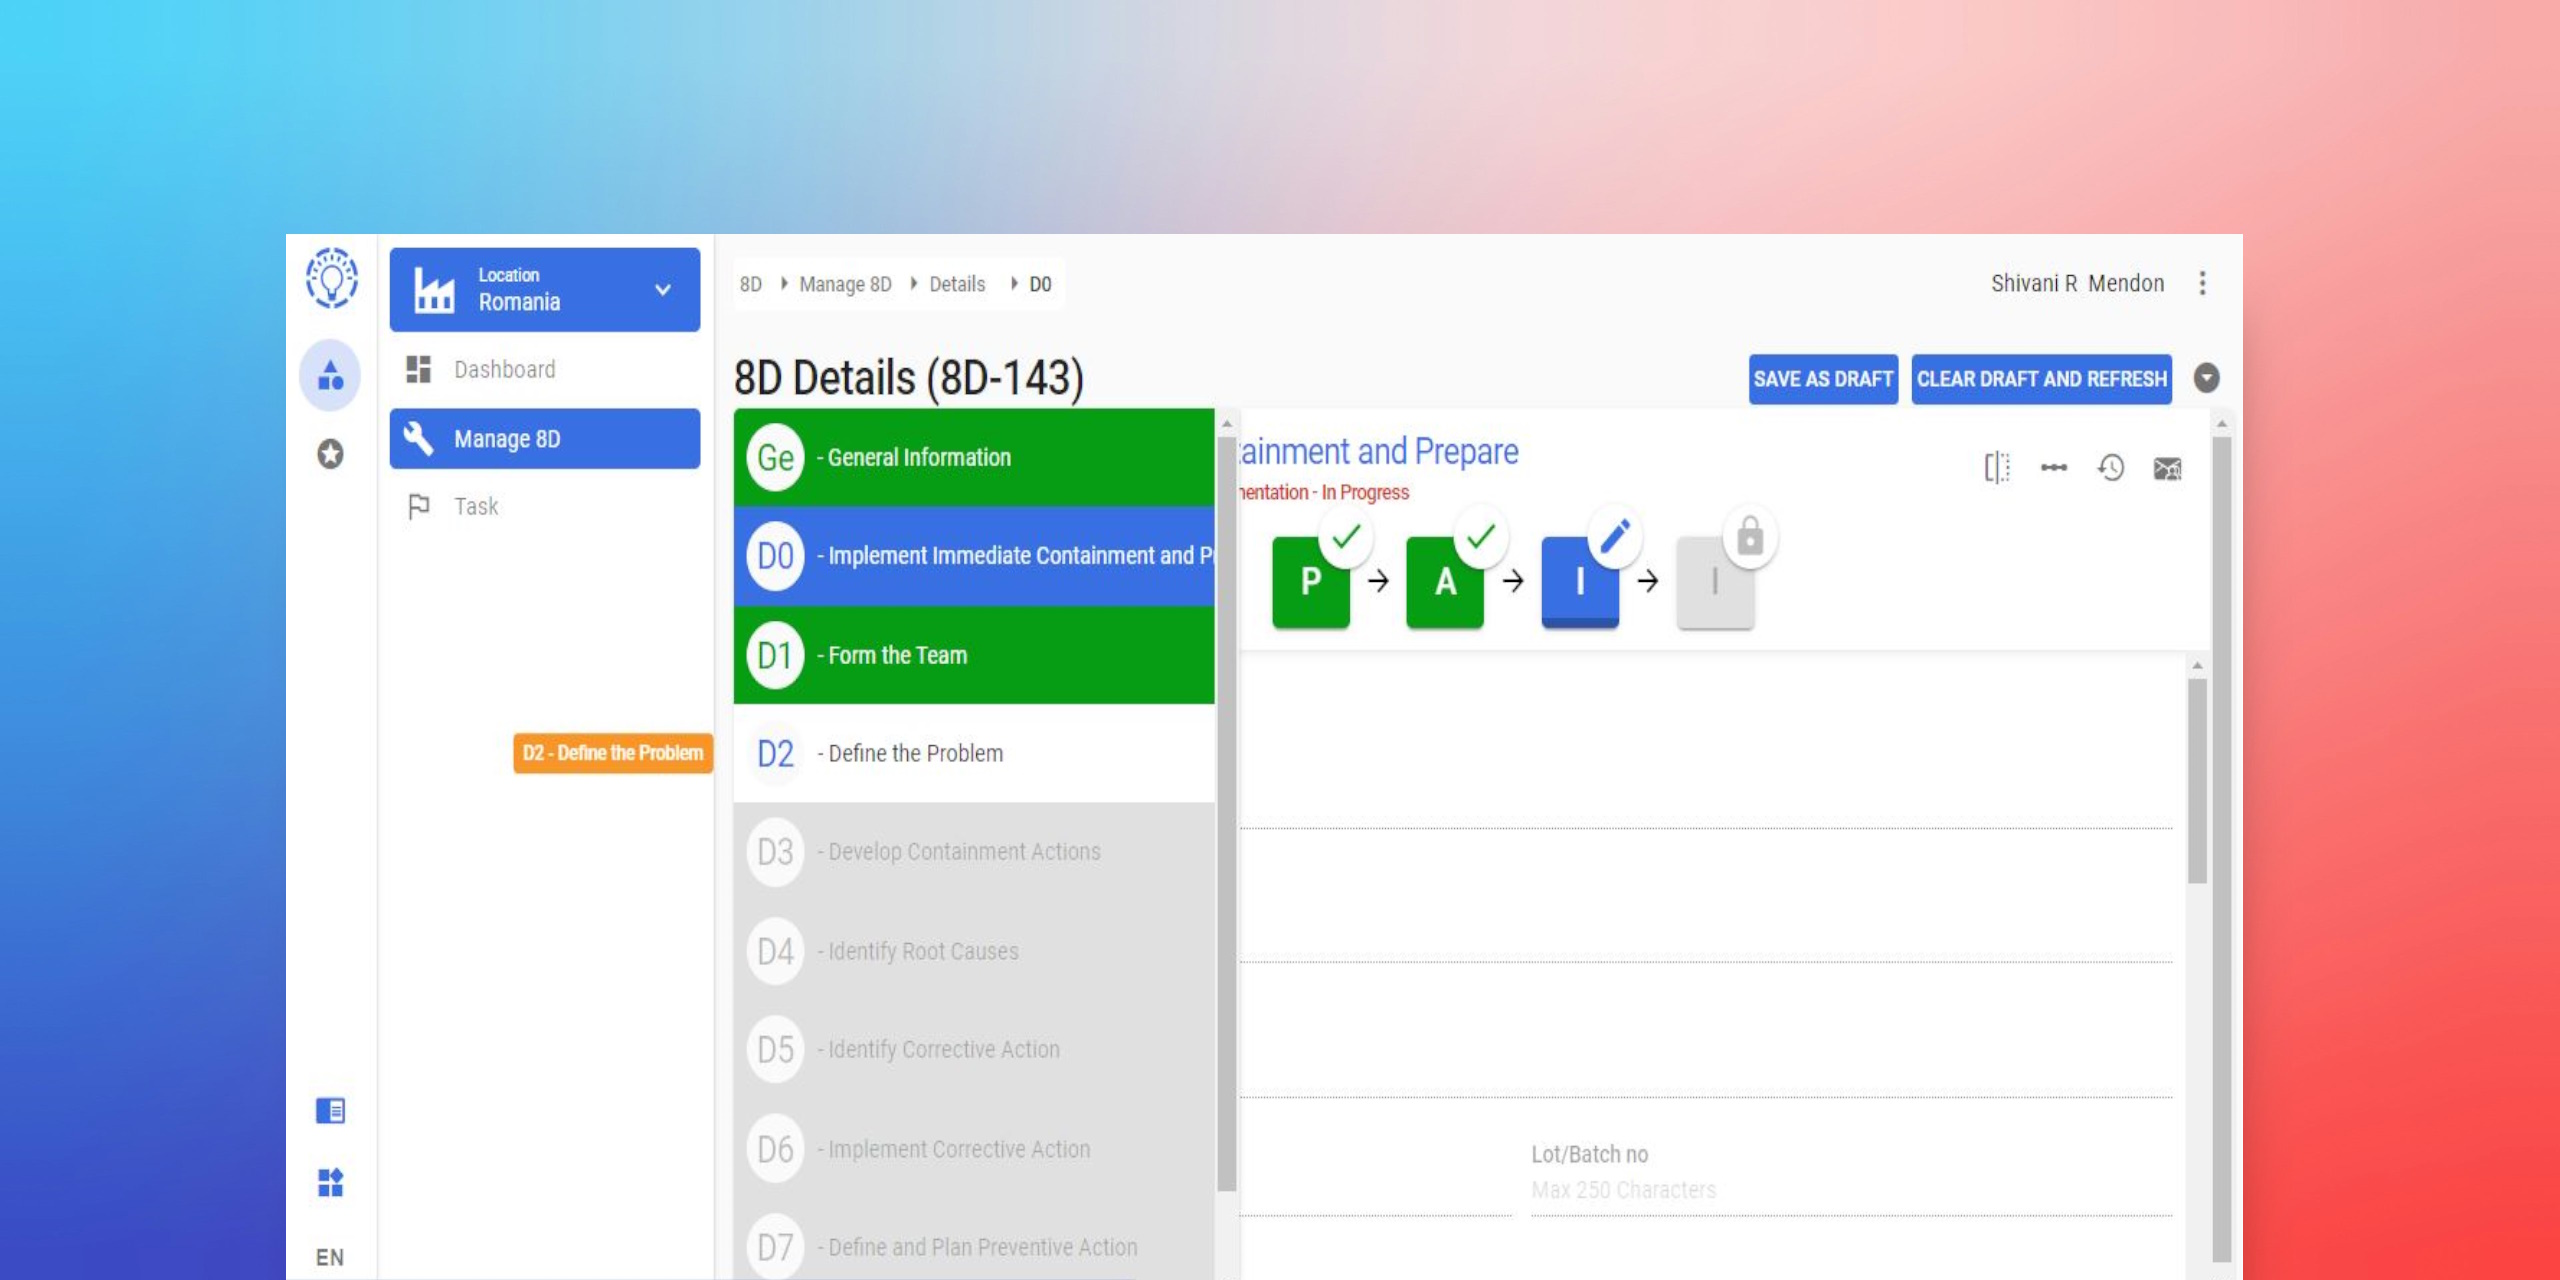 Location
Romania
Dashboard
Manage 8D
Task
D2 - Define the Problem
EN
8D Manage 8D Details D0
Shivani R Mendon
8D Details (8D-143)
SAVE AS DRAFT
CLEAR DRAFT AND REFRESH
Ge - General Information
D0 - Implement Immediate Containment and
D1 - Form the Team
D2 - Define the Problem
D3 - Develop Containment Actions
D4 - Identify Root Causes
D5 - Identify Corrective Action
D6 - Implement Corrective Action
D7 - Define and Plan Preventive Action
and Prepare
- In Progress
P A I I
Lot/Batch no
Max 250 Characters